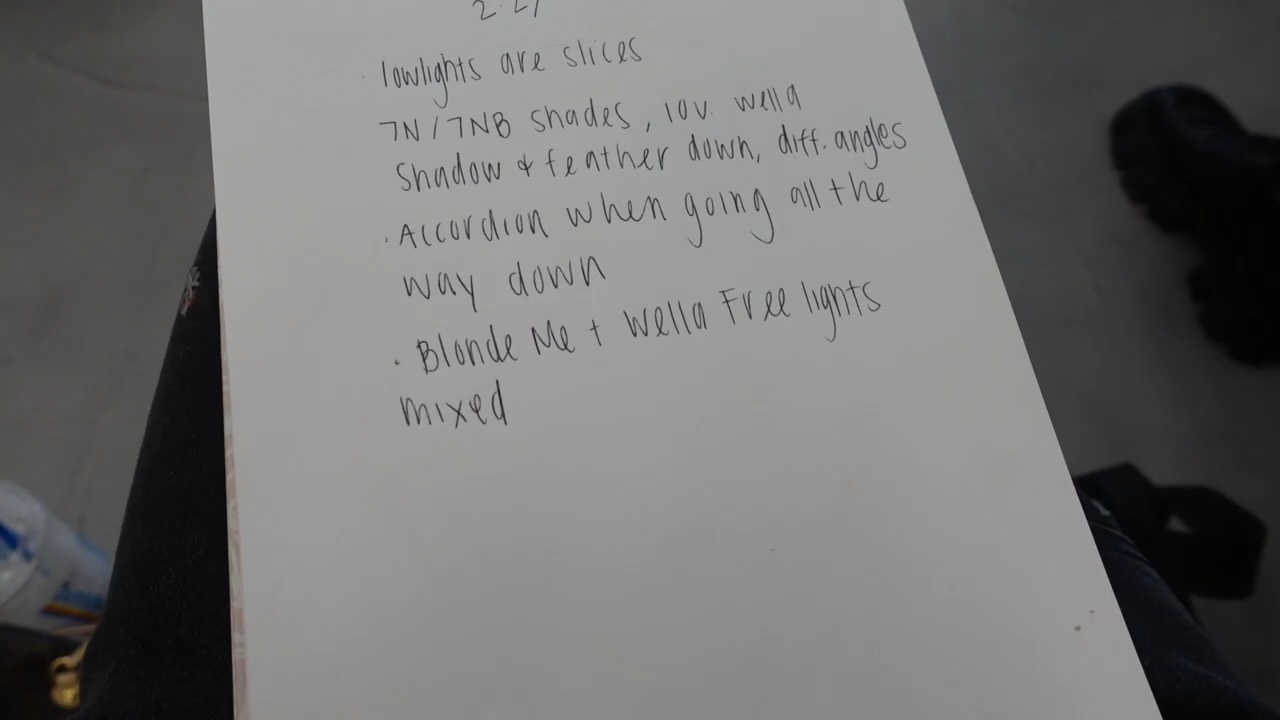 · lowlights are slices
7N/7NB shades, 10v. wella
shadow & feather down, diff. angles
· Accordion when going all the
way down
· Blonde Me + Wella Free lights
mixed